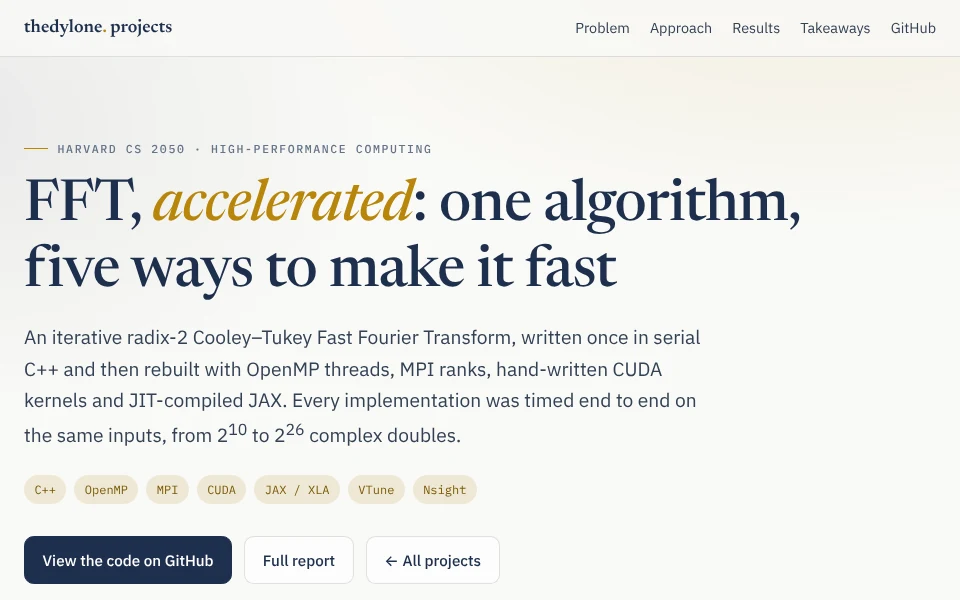 thedylone. projects
Problem Approach Results Takeaways GitHub
HARVARD CS 2050 · HIGH-PERFORMANCE COMPUTING
FFT, accelerated: one algorithm,
five ways to make it fast
An iterative radix-2 Cooley–Tukey Fast Fourier Transform, written once in serial
C++ and then rebuilt with OpenMP threads, MPI ranks, hand-written CUDA
kernels and JIT-compiled JAX. Every implementation was timed end to end on
the same inputs, from 2^10 to 2^26 complex doubles.
C++ OpenMP MPI CUDA JAX / XLA VTune Nsight
View the code on GitHub Full report ← All projects